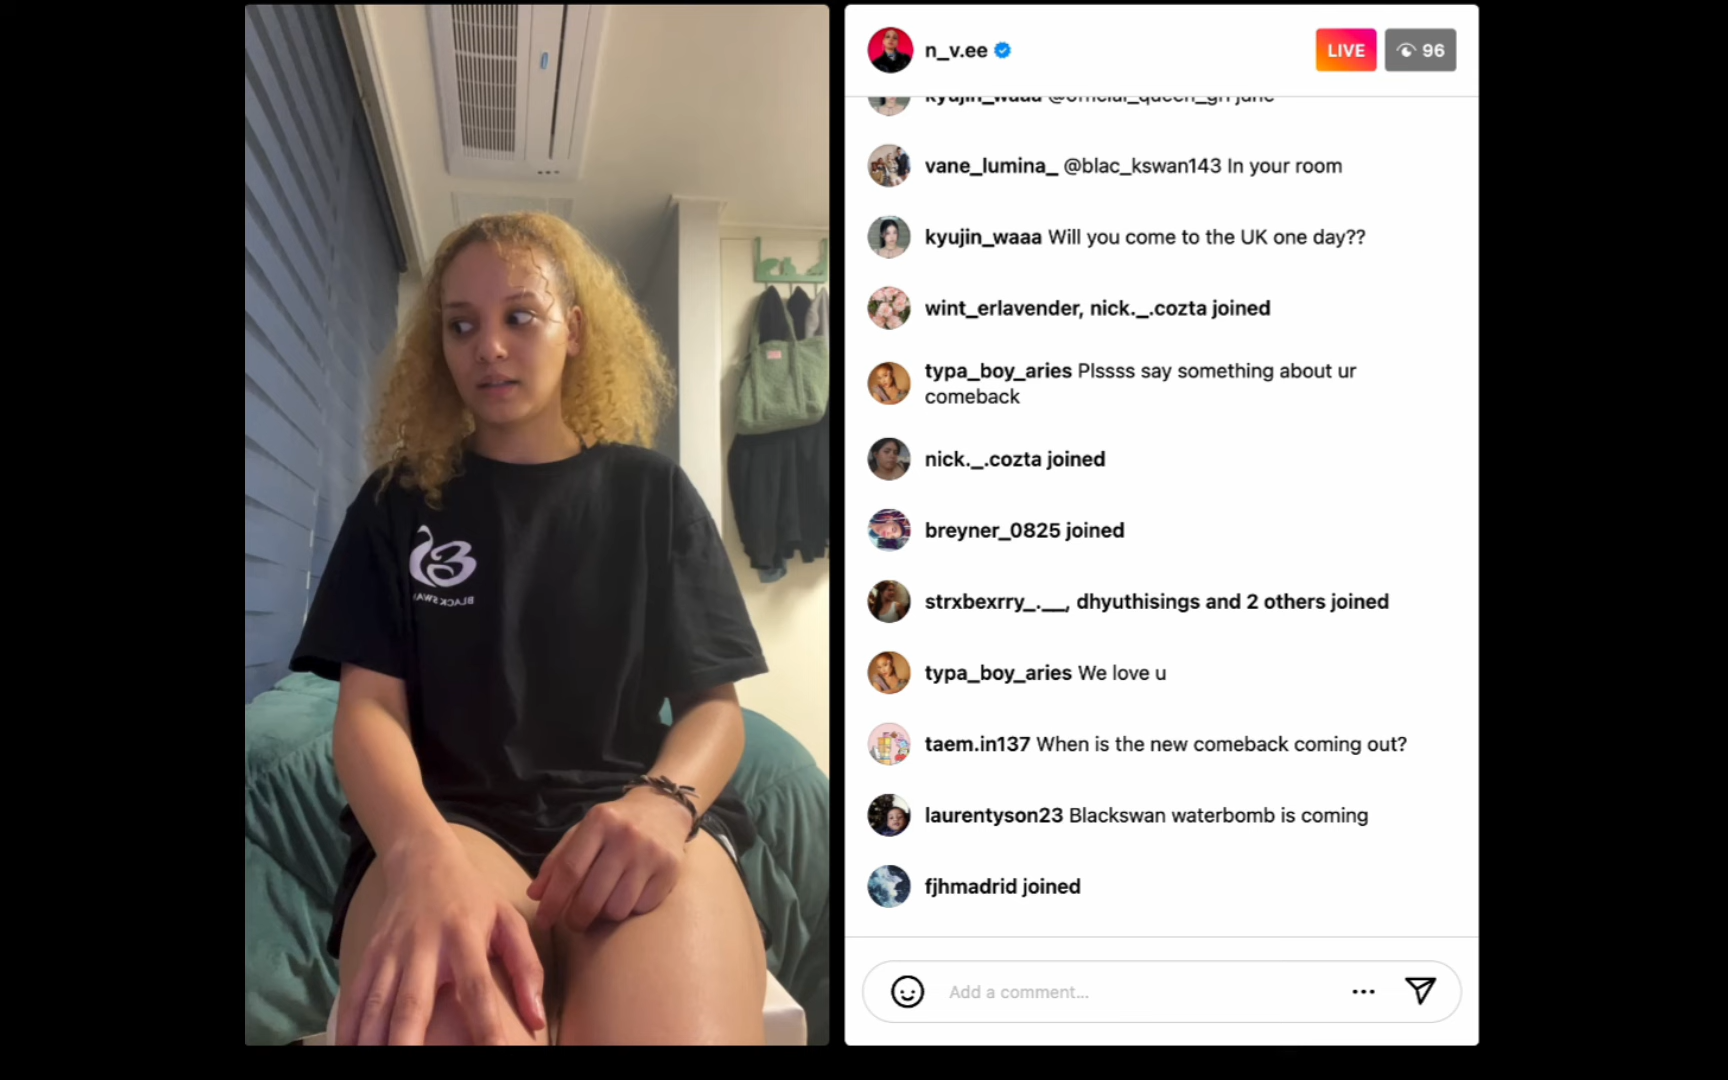 n_v.ee
LIVE
96
kyujin_waaa @official_queen_gri jane
vane_lumina_ @blac_kswan143 In your room
kyujin_waaa Will you come to the UK one day??
wint_erlavender, nick._.cozta joined
typa_boy_aries Plssss say something about ur
comeback
nick._.cozta joined
breyner_0825 joined
strxbexrry_.__, dhyuthisings and 2 others joined
typa_boy_aries We love u
taem.in137 When is the new comeback coming out?
laurentyson23 Blackswan waterbomb is coming
fjhmadrid joined
Add a comment...